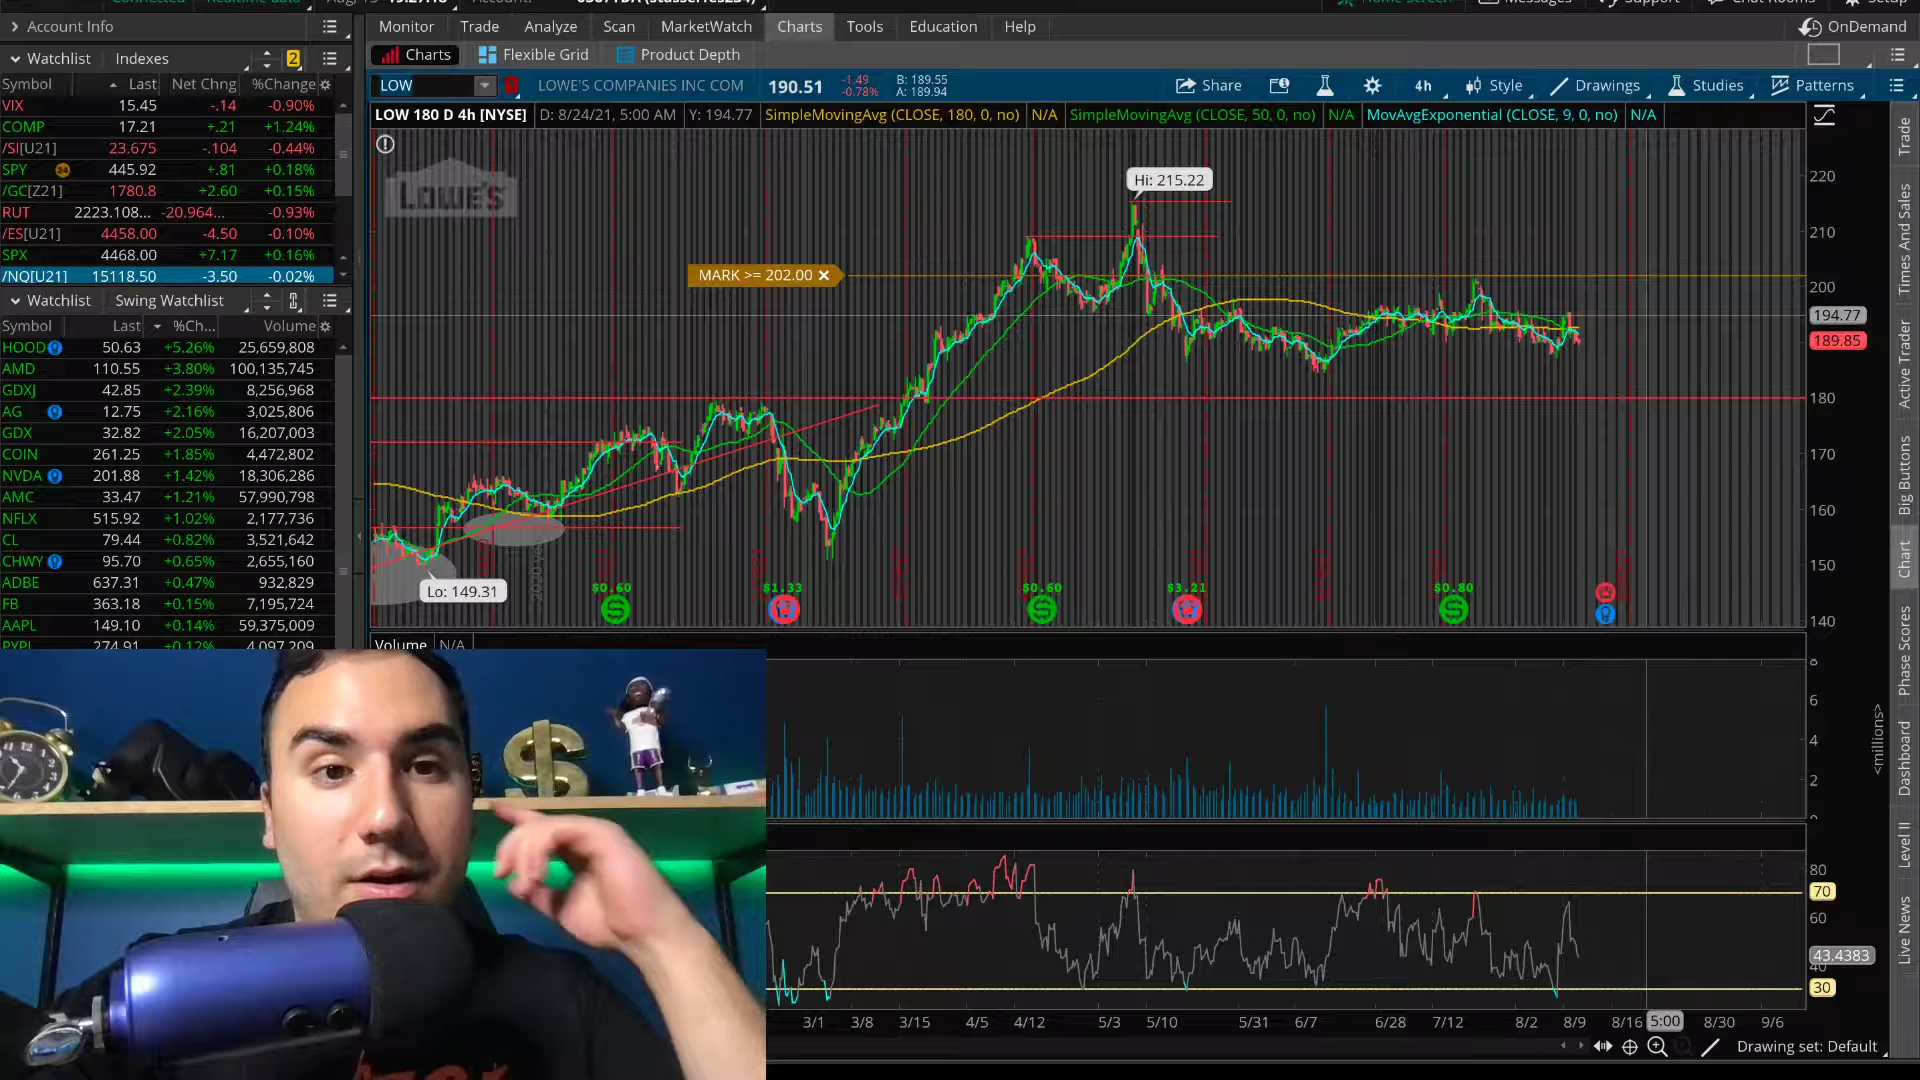 Account Info
Monitor Trade Analyze Scan MarketWatch Charts Tools Education Help
OnDemand
Watchlist Indexes 2
Charts Flexible Grid Product Depth
Symbol Last Net Chng %Change
LOW LOWE'S COMPANIES INC COM 190.51 -1.49 -0.78% B: 189.55 A: 189.94 Share 4h Style Drawings Studies Patterns
VIX 15.45 -.14 -0.90%
LOW 180 D 4h [NYSE] D: 8/24/21, 5:00 AM Y: 194.77 SimpleMovingAvg (CLOSE, 180, 0, no) N/A SimpleMovingAvg (CLOSE, 50, 0, no) N/A MovAvgExponential (CLOSE, 9, 0, no) N/A
COMP 17.21 +.21 +1.24%
/SI[U21] 23.675 -.104 -0.44%
SPY 445.92 +.81 +0.18%
/GC[Z21] 1780.8 +2.60 +0.15%
RUT 2223.108... -20.964... -0.93%
/ES[U21] 4458.00 -4.50 -0.10%
SPX 4468.00 +7.17 +0.16%
/NQ[U21] 15118.50 -3.50 -0.02%
LOWE'S
Hi: 215.22
MARK >= 202.00
Lo: 149.31
220
210
200
194.77
189.85
180
170
160
150
140
$0.60 $1.33 $0.60 $3.21 $0.80
Watchlist Swing Watchlist
Symbol Last %Ch... Volume
HOOD 50.63 +5.26% 25,659,808
AMD 110.55 +3.80% 100,135,745
GDXJ 42.85 +2.39% 8,256,968
AG 12.75 +2.16% 3,025,806
GDX 32.82 +2.05% 16,207,003
COIN 261.25 +1.85% 4,472,802
NVDA 201.88 +1.42% 18,306,286
AMC 33.47 +1.21% 57,990,798
NFLX 515.92 +1.02% 2,177,736
CL 79.44 +0.82% 3,521,642
CHWY 95.70 +0.65% 2,655,160
ADBE 637.31 +0.47% 932,829
FB 363.18 +0.15% 7,195,724
AAPL 149.10 +0.14% 59,375,009
PYPL 274.91 +0.12% 4,097,209
Volume N/A
8
6
4
2
<millions>
80
70
60
43.4383
40
30
3/1 3/8 3/15 4/5 4/12 5/3 5/10 5/31 6/7 6/28 7/12 8/2 8/9 8/16 5:00 8/30 9/6
Drawing set: Default
Trade
Times And Sales
Active Trader
Big Buttons
Chart
Phase Scores
Dashboard
Level II
Live News